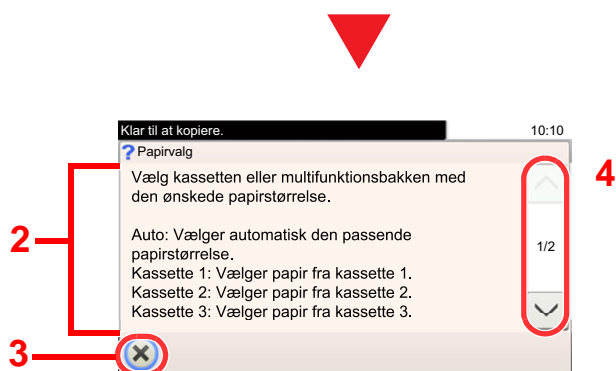 Klar til at kopiere. 10:10
? Papirvalg
Vælg kassetten eller multifunktionsbakken med
den ønskede papirstørrelse.
Auto: Vælger automatisk den passende
papirstørrelse.
Kassette 1: Vælger papir fra kassette 1.
Kassette 2: Vælger papir fra kassette 2.
Kassette 3: Vælger papir fra kassette 3.
1/2
2
3
4